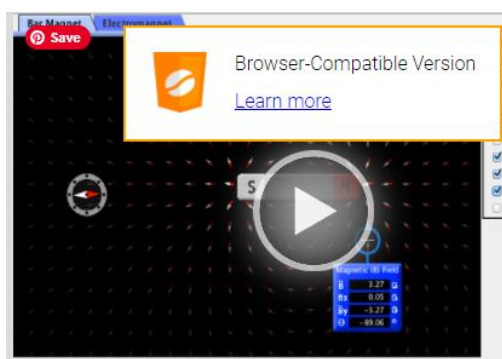 Bar Magnet Electromagnet
Save
Browser-Compatible Version
Learn more
S N
Magnetic (B) Field
B 3.27 G
Bx 0.05 G
By -3.27 G
Θ -89.06 °